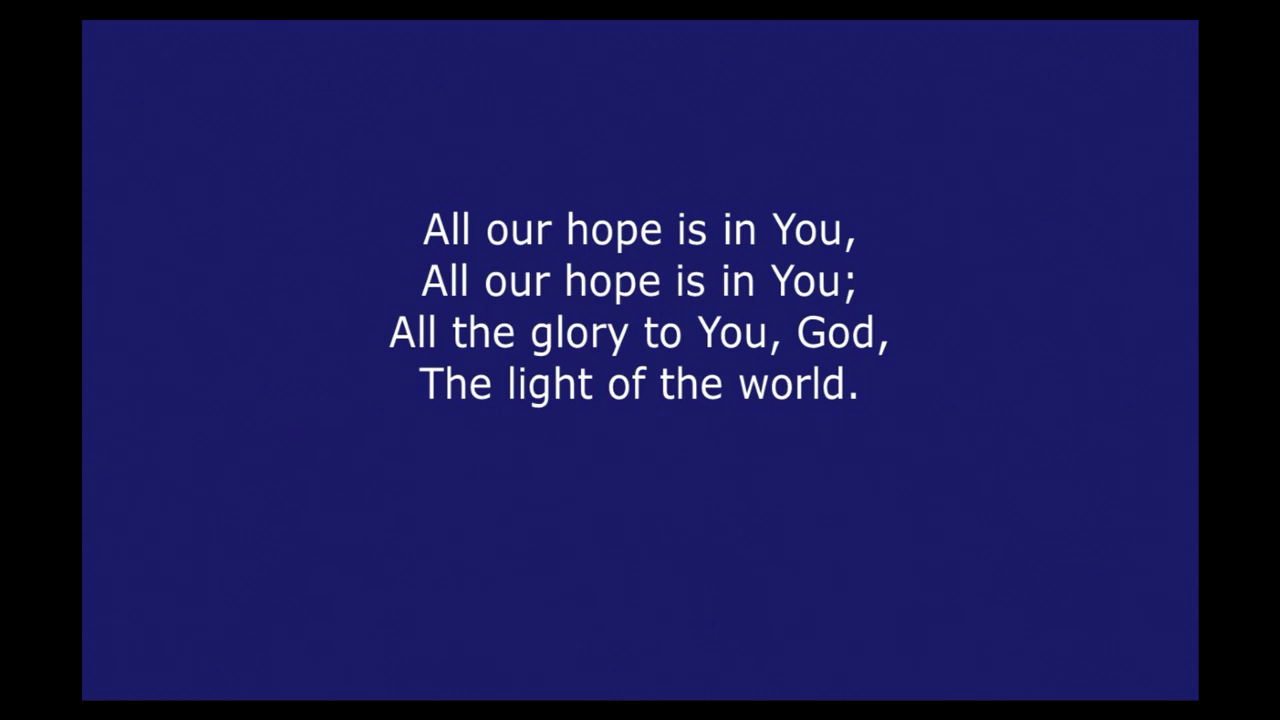 All our hope is in You,
All our hope is in You;
All the glory to You, God,
The light of the world.